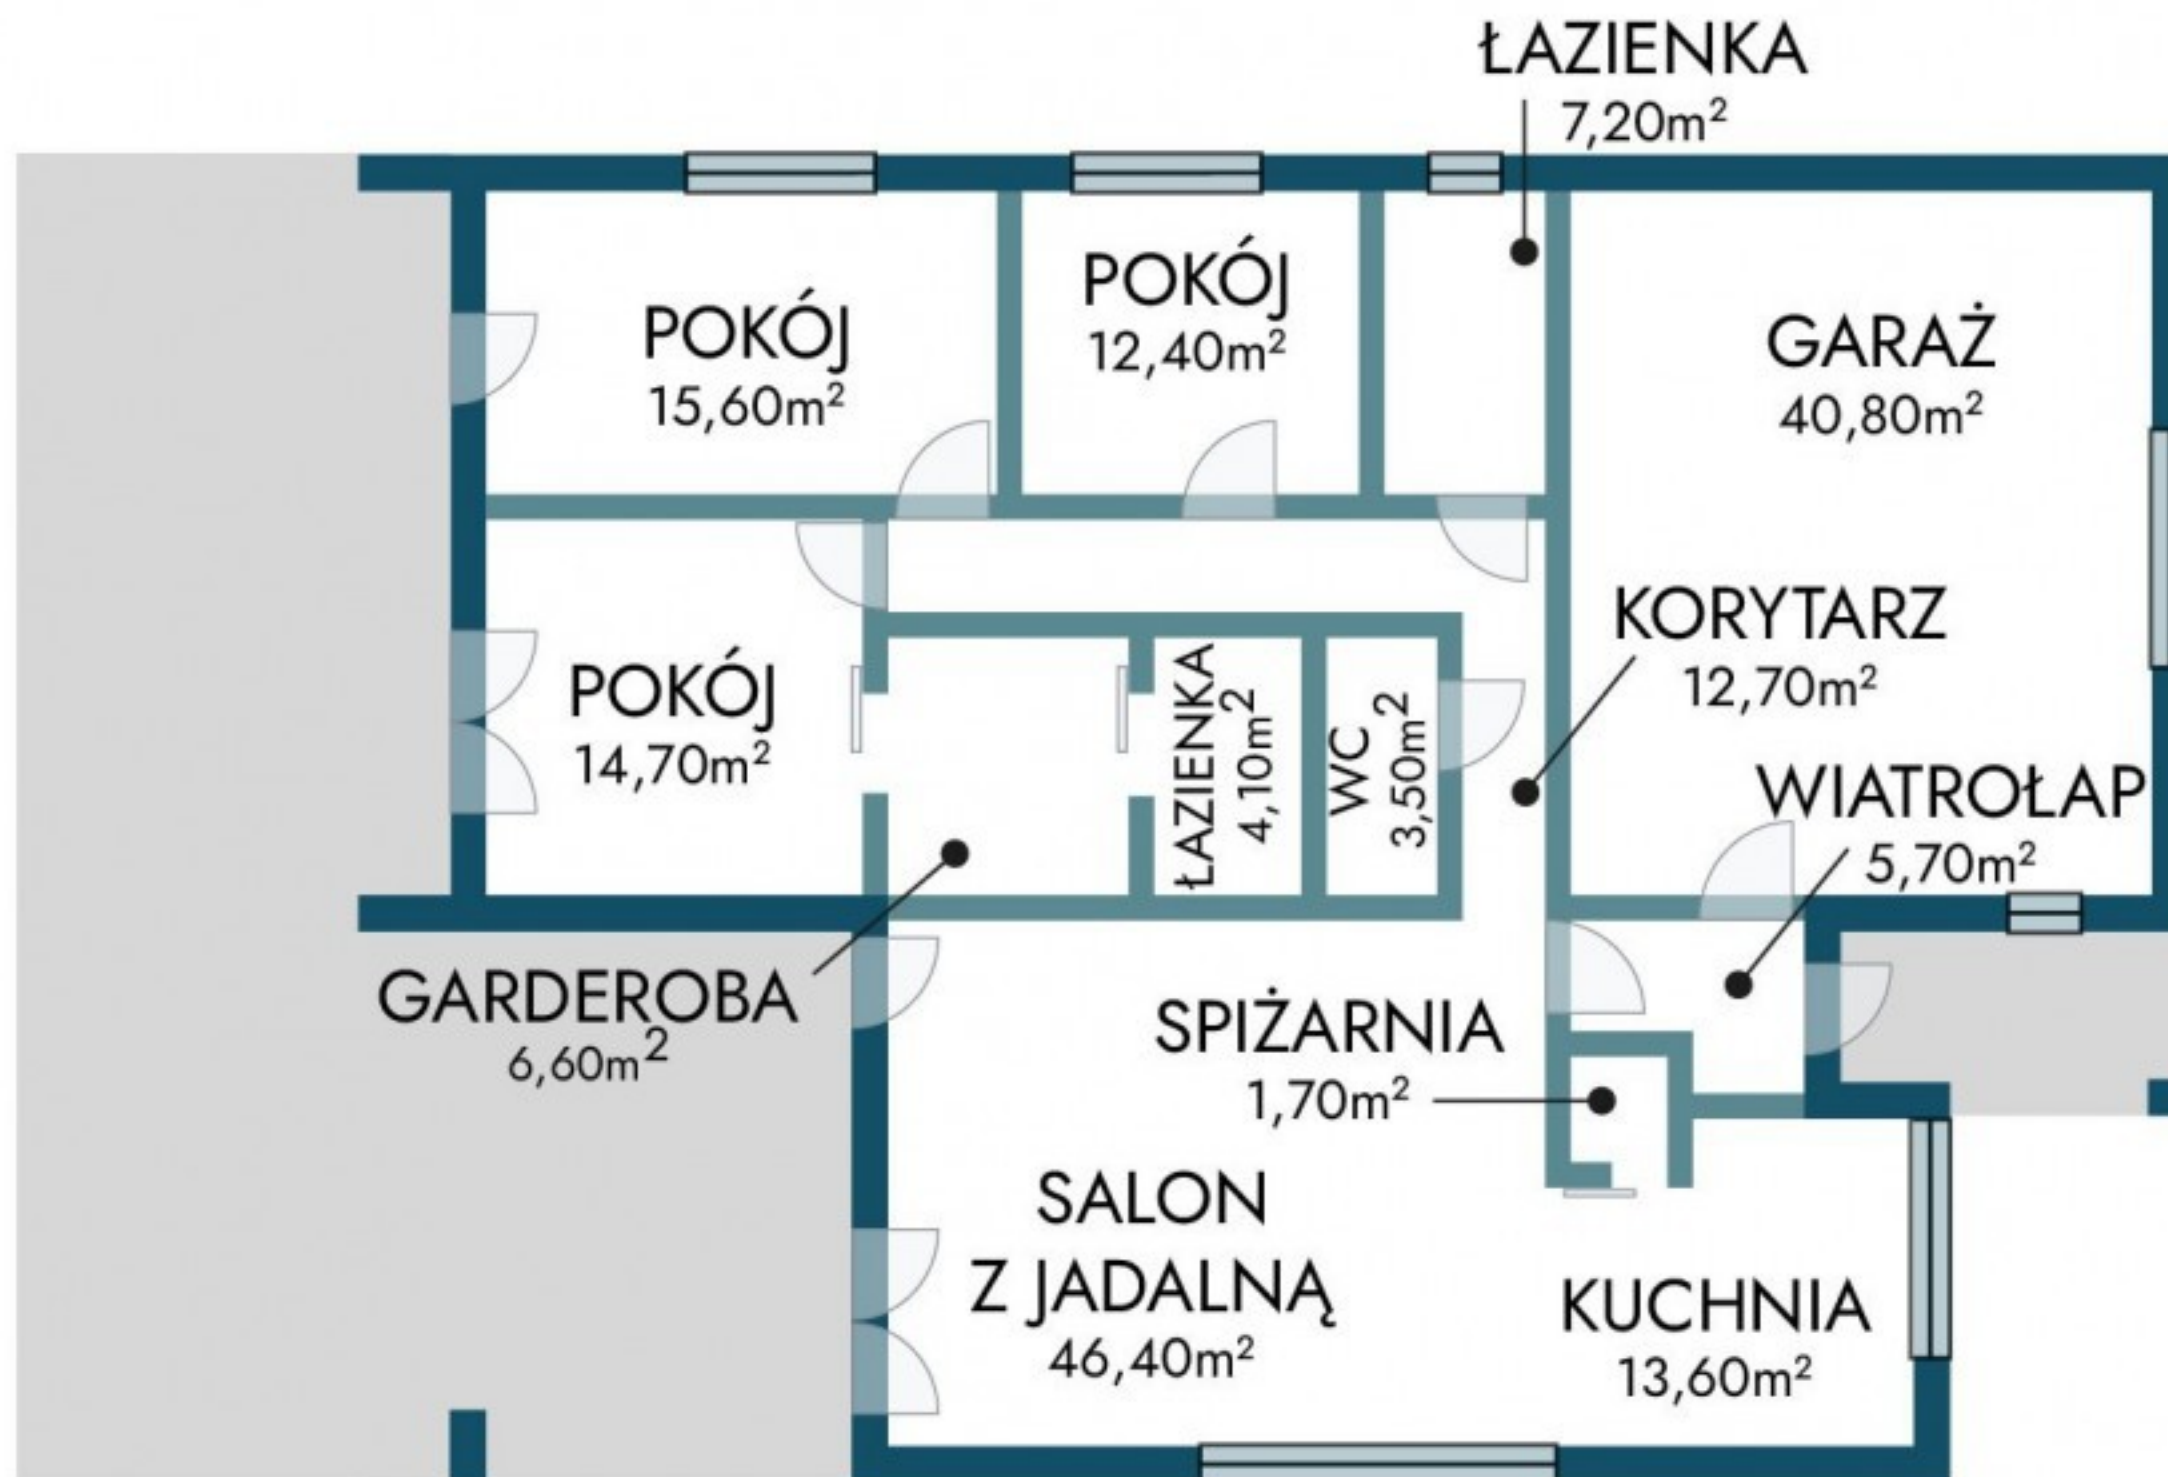 ŁAZIENKA
7,20m²
POKÓJ
15,60m²
POKÓJ
12,40m²
GARAŻ
40,80m²
KORYTARZ
12,70m²
POKÓJ
14,70m²
ŁAZIENKA
4,10m²
WC
3,50m²
WIATROŁAP
5,70m²
GARDEROBA
6,60m²
SPIŻARNIA
1,70m²
SALON
Z JADALNĄ
46,40m²
KUCHNIA
13,60m²